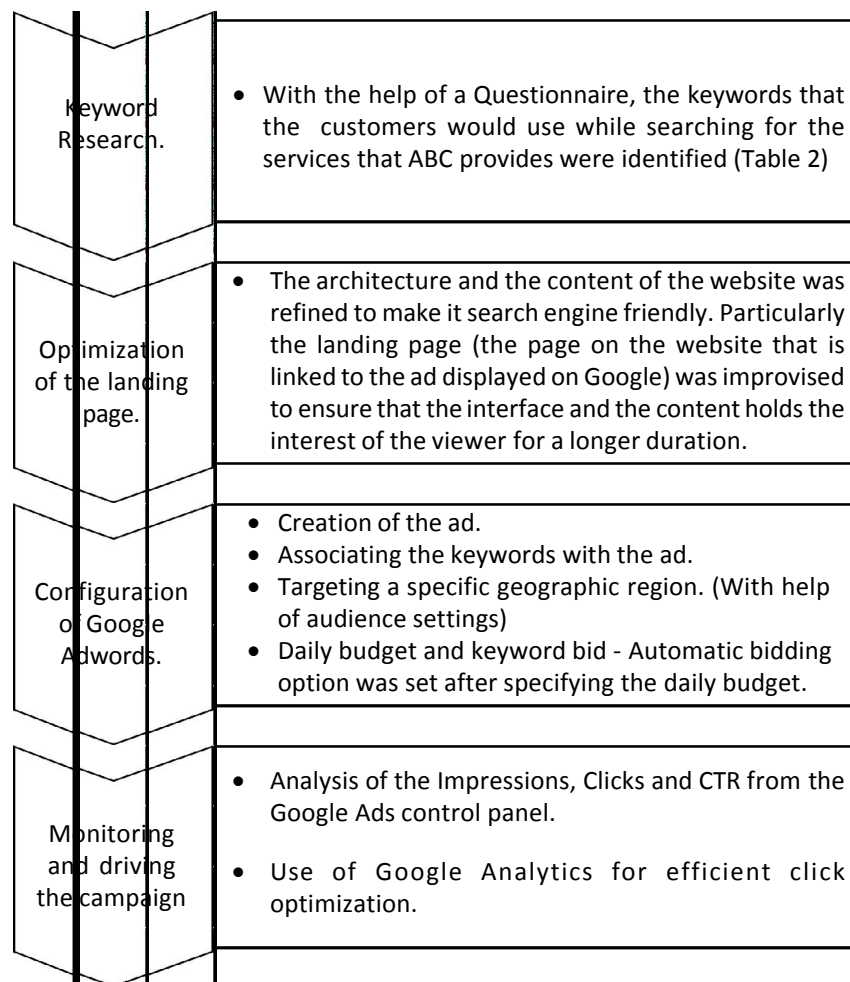 Keyword
Research.
• With the help of a Questionnaire, the keywords that
the customers would use while searching for the
services that ABC provides were identified (Table 2)
Optimization
of the landing
page.
• The architecture and the content of the website was
refined to make it search engine friendly. Particularly
the landing page (the page on the website that is
linked to the ad displayed on Google) was improvised
to ensure that the interface and the content holds the
interest of the viewer for a longer duration.
Configuration
of Google
Adwords.
• Creation of the ad.
• Associating the keywords with the ad.
• Targeting a specific geographic region. (With help
of audience settings)
• Daily budget and keyword bid - Automatic bidding
option was set after specifying the daily budget.
Monitoring
and driving
the campaign
• Analysis of the Impressions, Clicks and CTR from the
Google Ads control panel.
• Use of Google Analytics for efficient click
optimization.